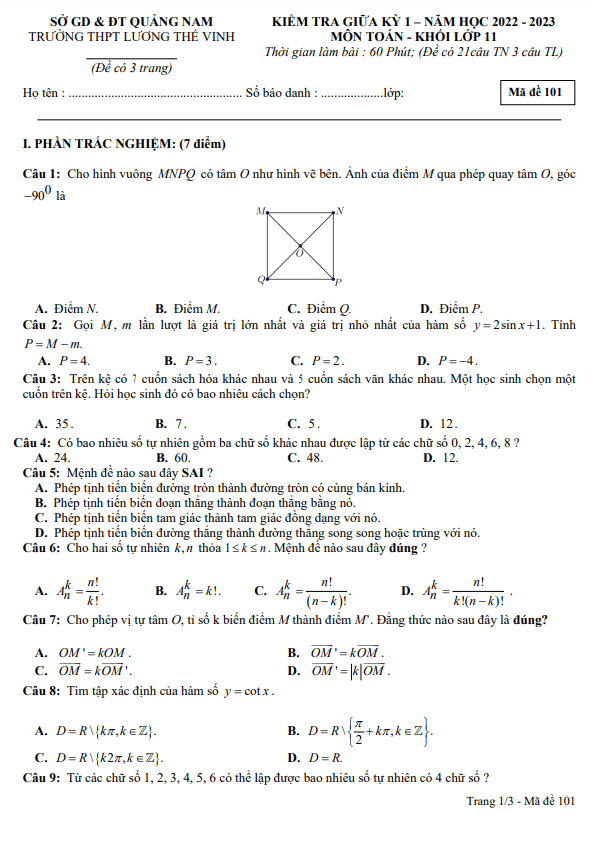 SỞ GD & ĐT QUẢNG NAM
TRƯỜNG THPT LƯƠNG THẾ VINH
(Đề có 3 trang)
KIỂM TRA GIỮA KỲ 1 – NĂM HỌC 2022 - 2023
MÔN TOÁN - KHỐI LỚP 11
Thời gian làm bài : 60 Phút; (Đề có 21câu TN 3 câu TL)
Họ tên : ..................................................... Số báo danh : ...................lớp:
Mã đề 101
I. PHẦN TRẮC NGHIỆM: (7 điểm)
Câu 1: Cho hình vuông MNPQ có tâm O như hình vẽ bên. Ảnh của điểm M qua phép quay tâm O, góc
−90⁰ là
M N
O
Q P
A. Điểm N. B. Điểm M. C. Điểm Q. D. Điểm P.
Câu 2: Gọi M, m lần lượt là giá trị lớn nhất và giá trị nhỏ nhất của hàm số y = 2sin x + 1. Tính
P = M − m.
A. P = 4. B. P = 3. C. P = 2. D. P = −4.
Câu 3: Trên kệ có 7 cuốn sách hóa khác nhau và 5 cuốn sách văn khác nhau. Một học sinh chọn một
cuốn trên kệ. Hỏi học sinh đó có bao nhiêu cách chọn?
A. 35. B. 7. C. 5. D. 12.
Câu 4: Có bao nhiêu số tự nhiên gồm ba chữ số khác nhau được lập từ các chữ số 0, 2, 4, 6, 8 ?
A. 24. B. 60. C. 48. D. 12.
Câu 5: Mệnh đề nào sau đây SAI ?
A. Phép tịnh tiến biến đường tròn thành đường tròn có cùng bán kính.
B. Phép tịnh tiến biến đoạn thẳng thành đoạn thẳng bằng nó.
C. Phép tịnh tiến biến tam giác thành tam giác đồng dạng với nó.
D. Phép tịnh tiến biến đường thẳng thành đường thẳng song song hoặc trùng với nó.
Câu 6: Cho hai số tự nhiên k, n thỏa 1 ≤ k ≤ n. Mệnh đề nào sau đây đúng ?
A. $A_n^k = \frac{n!}{k!}$. B. $A_n^k = k!$. C. $A_n^k = \frac{n!}{(n-k)!}$. D. $A_n^k = \frac{n!}{k!(n-k)!}$.
Câu 7: Cho phép vị tự tâm O, tỉ số k biến điểm M thành điểm M'. Đẳng thức nào sau đây là đúng?
A. $OM' = kOM$. B. $\overline{OM}' = k\overline{OM}$.
C. $\overline{OM} = k\overline{OM}'$. D. $\overline{OM}' = |k|\overline{OM}$.
Câu 8: Tìm tập xác định của hàm số y = cot x.
A. $D = R \setminus \{k\pi, k \in \mathbb{Z}\}$. B. $D = R \setminus \left\{\frac{\pi}{2} + k\pi, k \in \mathbb{Z}\right\}$.
C. $D = R \setminus \{k2\pi, k \in \mathbb{Z}\}$. D. $D = R$.
Câu 9: Từ các chữ số 1, 2, 3, 4, 5, 6 có thể lập được bao nhiêu số tự nhiên có 4 chữ số ?
Trang 1/3 - Mã đề 101